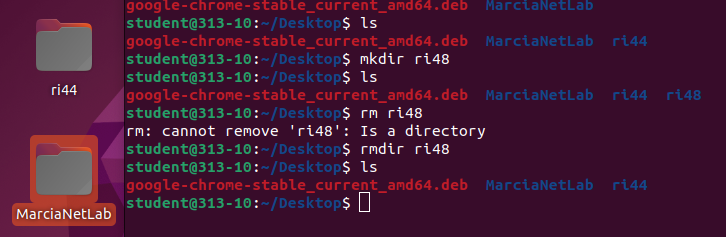 ri44
MarciaNetLab
google-chrome-stable_current_amd64.deb  MarciaNetLab
student@313-10:~/Desktop$ ls
google-chrome-stable_current_amd64.deb  MarciaNetLab  ri44
student@313-10:~/Desktop$ mkdir ri48
student@313-10:~/Desktop$ ls
google-chrome-stable_current_amd64.deb  MarciaNetLab  ri44  ri48
student@313-10:~/Desktop$ rm ri48
rm: cannot remove 'ri48': Is a directory
student@313-10:~/Desktop$ rmdir ri48
student@313-10:~/Desktop$ ls
google-chrome-stable_current_amd64.deb  MarciaNetLab  ri44
student@313-10:~/Desktop$